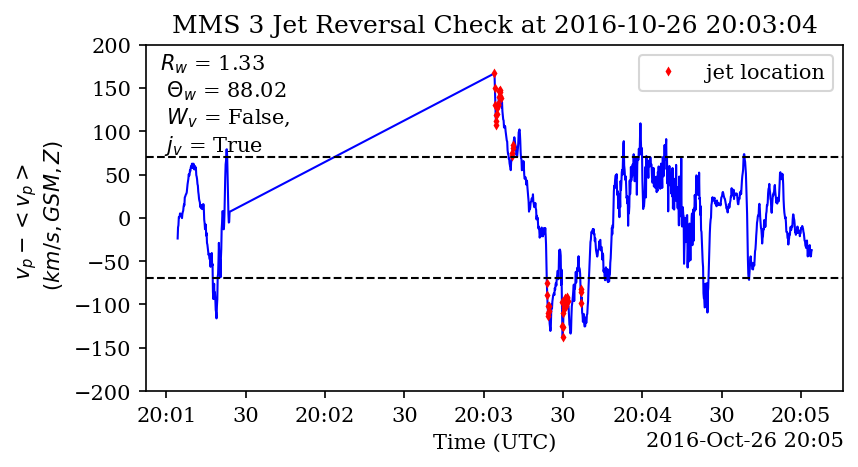 MMS 3 Jet Reversal Check at 2016-10-26 20:03:04
R_w = 1.33
Θ_w = 88.02
W_v = False,
j_v = True
jet location
200
150
100
50
0
−50
−100
−150
−200
v_p − < v_p >
(km/s, GSM, Z)
20:01 30 20:02 30 20:03 30 20:04 30 20:05
Time (UTC)
2016-Oct-26 20:05